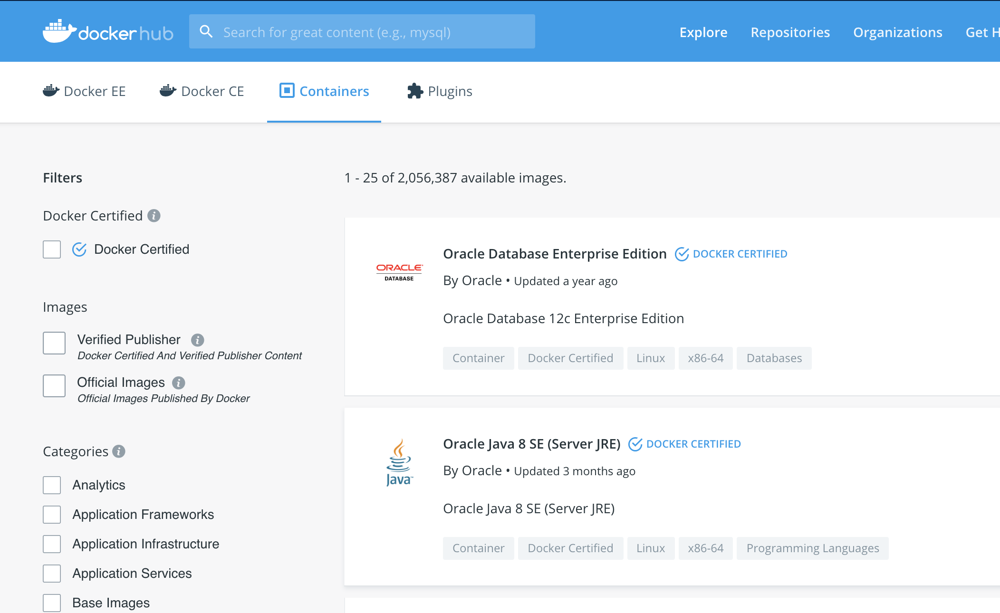 docker hub
Search for great content (e.g., mysql)
Explore Repositories Organizations Get H
Docker EE Docker CE Containers Plugins
Filters
1 - 25 of 2,056,387 available images.
Docker Certified
Docker Certified
Images
Verified Publisher
Docker Certified And Verified Publisher Content
Official Images
Official Images Published By Docker
Categories
Analytics
Application Frameworks
Application Infrastructure
Application Services
Base Images
ORACLE
DATABASE
Oracle Database Enterprise Edition DOCKER CERTIFIED
By Oracle • Updated a year ago
Oracle Database 12c Enterprise Edition
Container Docker Certified Linux x86-64 Databases
Java™
Oracle Java 8 SE (Server JRE) DOCKER CERTIFIED
By Oracle • Updated 3 months ago
Oracle Java 8 SE (Server JRE)
Container Docker Certified Linux x86-64 Programming Languages